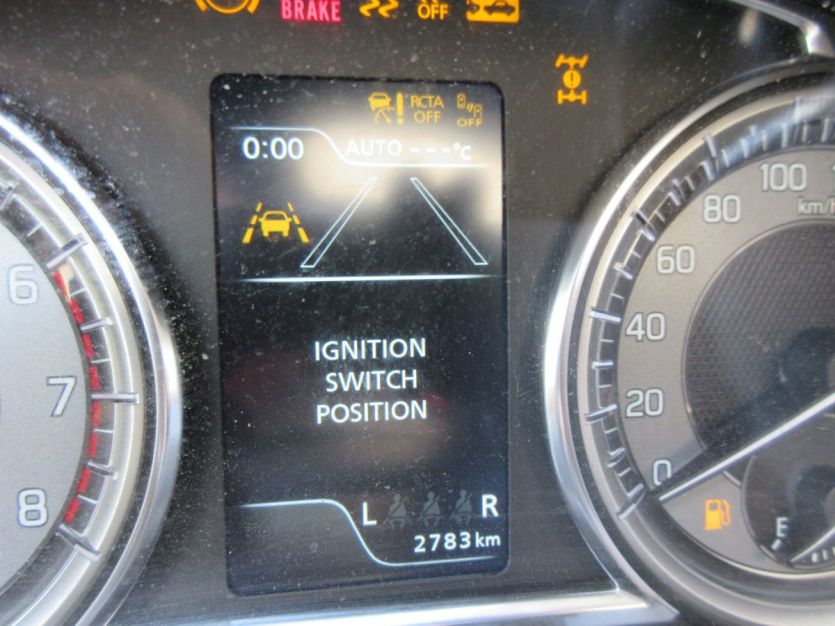 BRAKE
OFF
RCTA
OFF
OFF
0:00
AUTO ---°C
IGNITION
SWITCH
POSITION
L R
2783 km
6
7
8
100
km/h
80
60
40
20
0
E